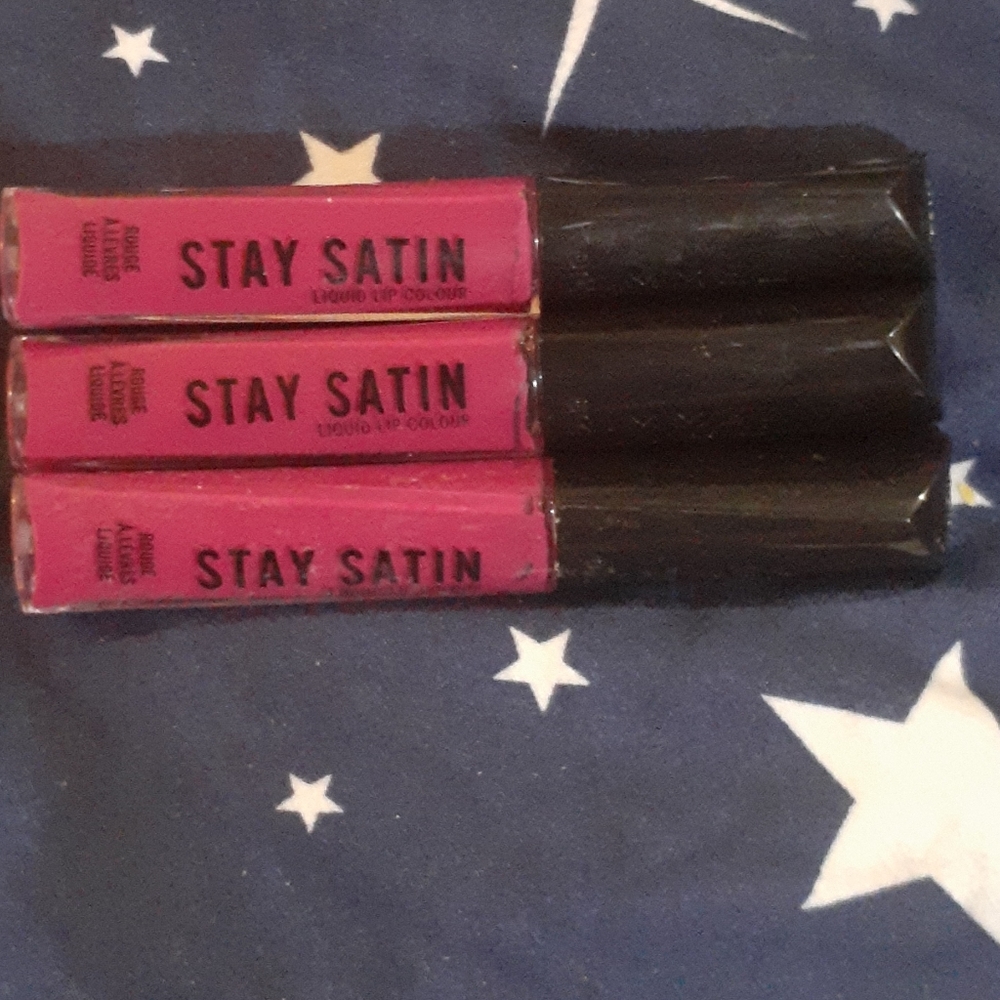 ROUGE
À LÈVRES
LIQUIDE
STAY SATIN
LIQUID LIP COLOUR
ROUGE
À LÈVRES
LIQUIDE
STAY SATIN
LIQUID LIP COLOUR
ROUGE
À LÈVRES
LIQUIDE
STAY SATIN